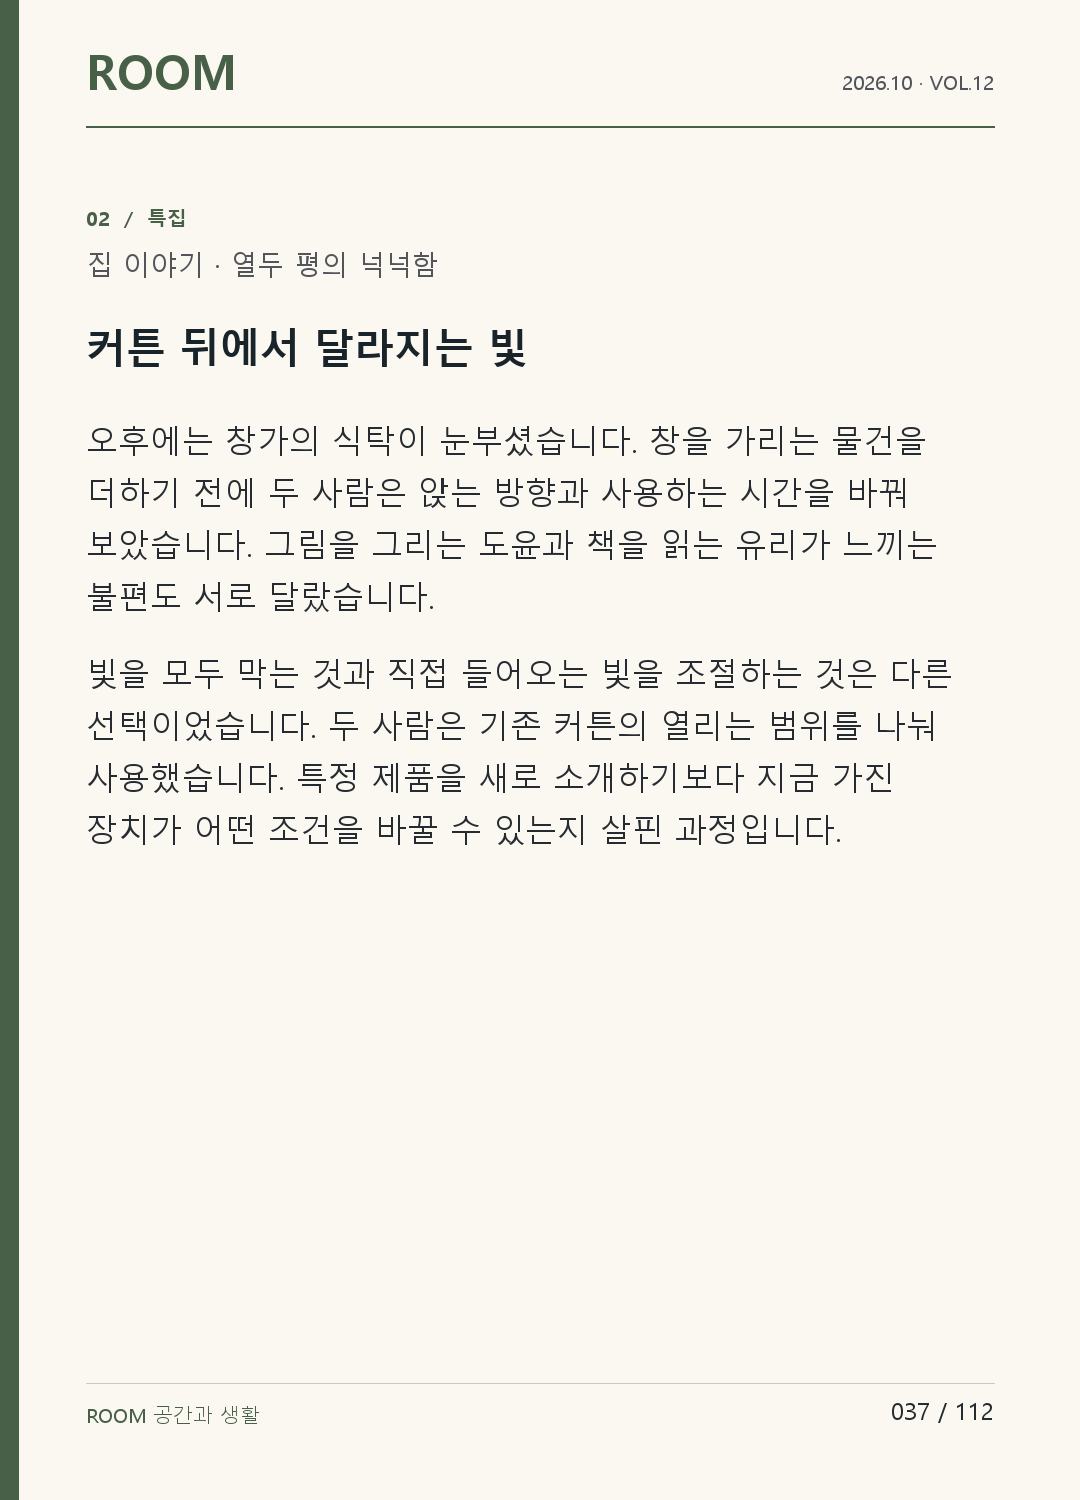 ROOM
2026.10 · VOL.12
02 / 특집
집 이야기 · 열두 평의 넉넉함
커튼 뒤에서 달라지는 빛
오후에는 창가의 식탁이 눈부셨습니다. 창을 가리는 물건을
더하기 전에 두 사람은 앉는 방향과 사용하는 시간을 바꿔
보았습니다. 그림을 그리는 도윤과 책을 읽는 유리가 느끼는
불편도 서로 달랐습니다.
빛을 모두 막는 것과 직접 들어오는 빛을 조절하는 것은 다른
선택이었습니다. 두 사람은 기존 커튼의 열리는 범위를 나눠
사용했습니다. 특정 제품을 새로 소개하기보다 지금 가진
장치가 어떤 조건을 바꿀 수 있는지 살핀 과정입니다.
ROOM 공간과 생활
037 / 112